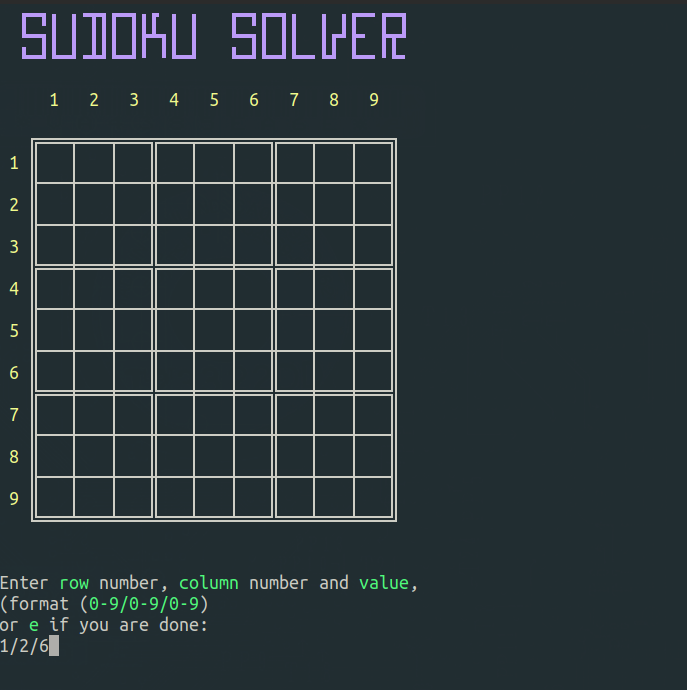 SUDOKU SOLVER
1 2 3 4 5 6 7 8 9
1
2
3
4
5
6
7
8
9
Enter row number, column number and value,
(format (0-9/0-9/0-9)
or e if you are done:
1/2/6